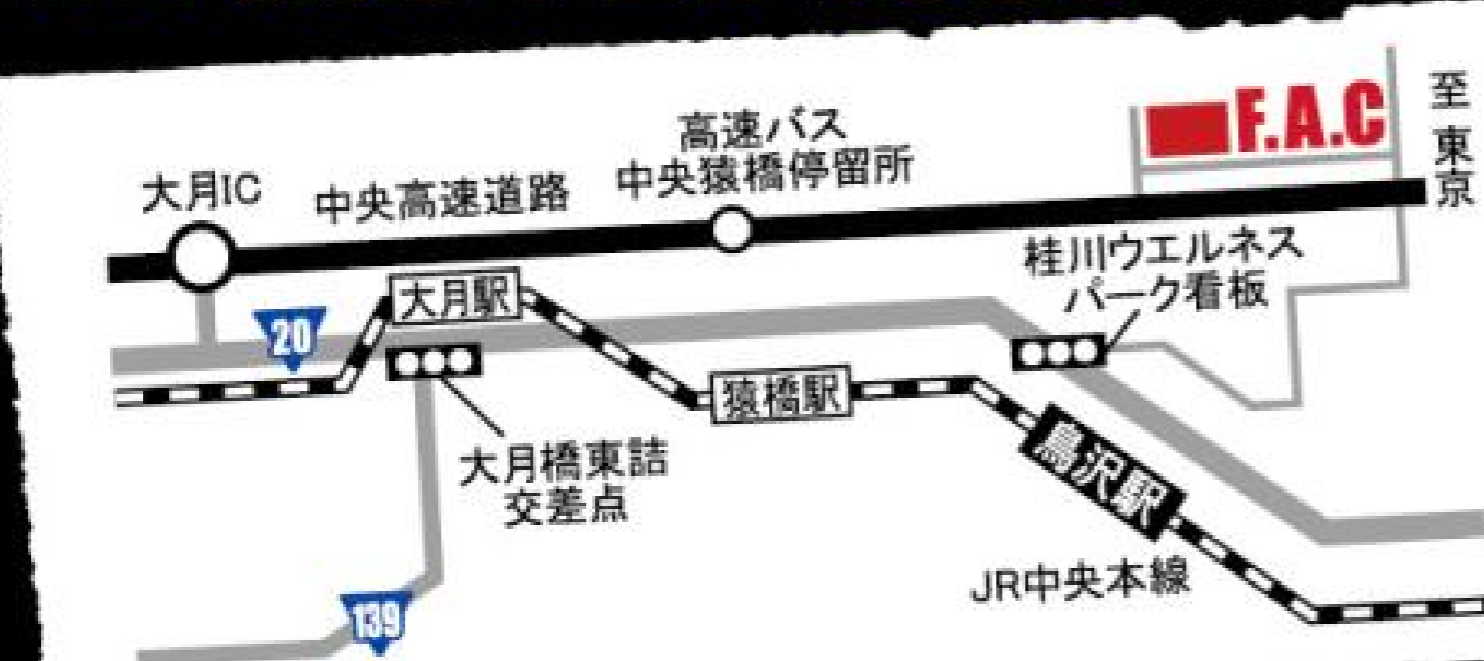 F.A.C
至東京
高速バス
中央猿橋停留所
大月IC
中央高速道路
桂川ウエルネス
パーク看板
大月駅
20
猿橋駅
鳥沢駅
大月橋東詰
交差点
JR中央本線
139